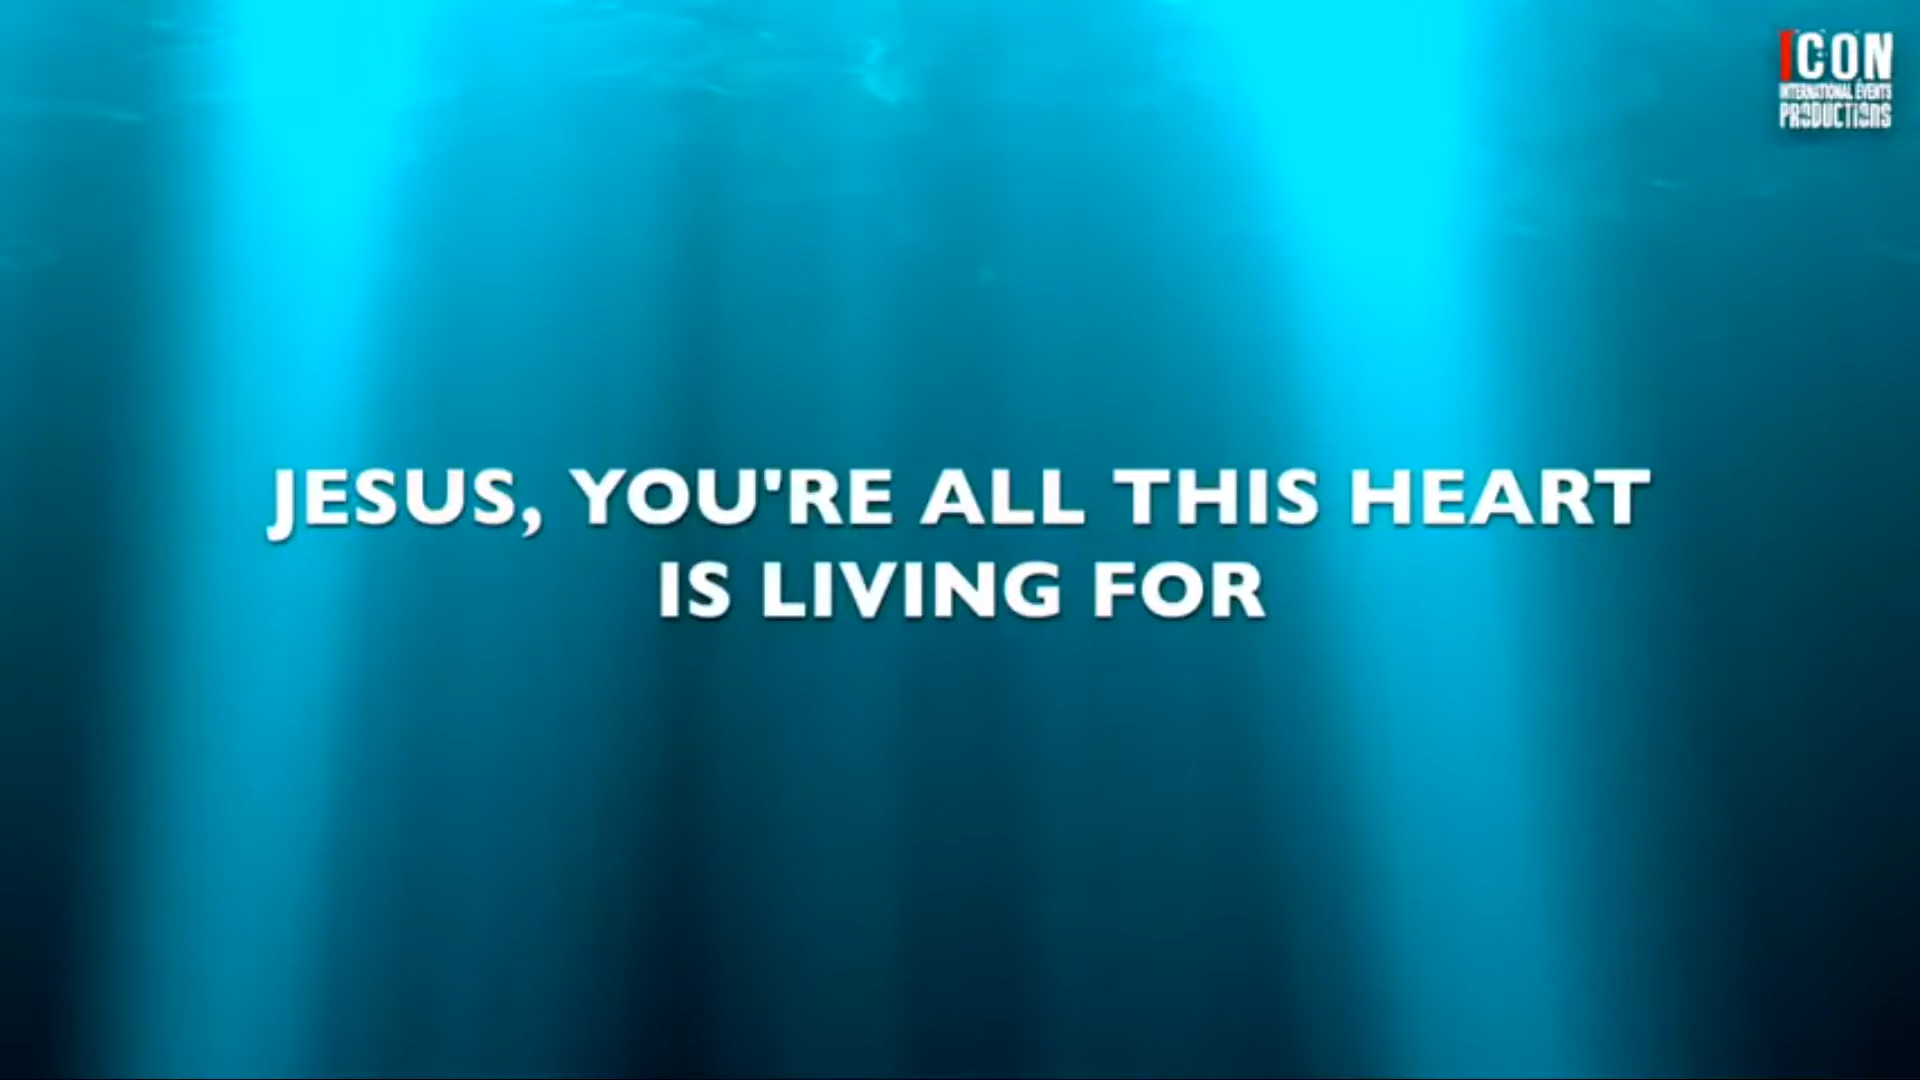 ICON
INTERNATIONAL EVENTS
PRODUCTIONS
JESUS, YOU'RE ALL THIS HEART
IS LIVING FOR